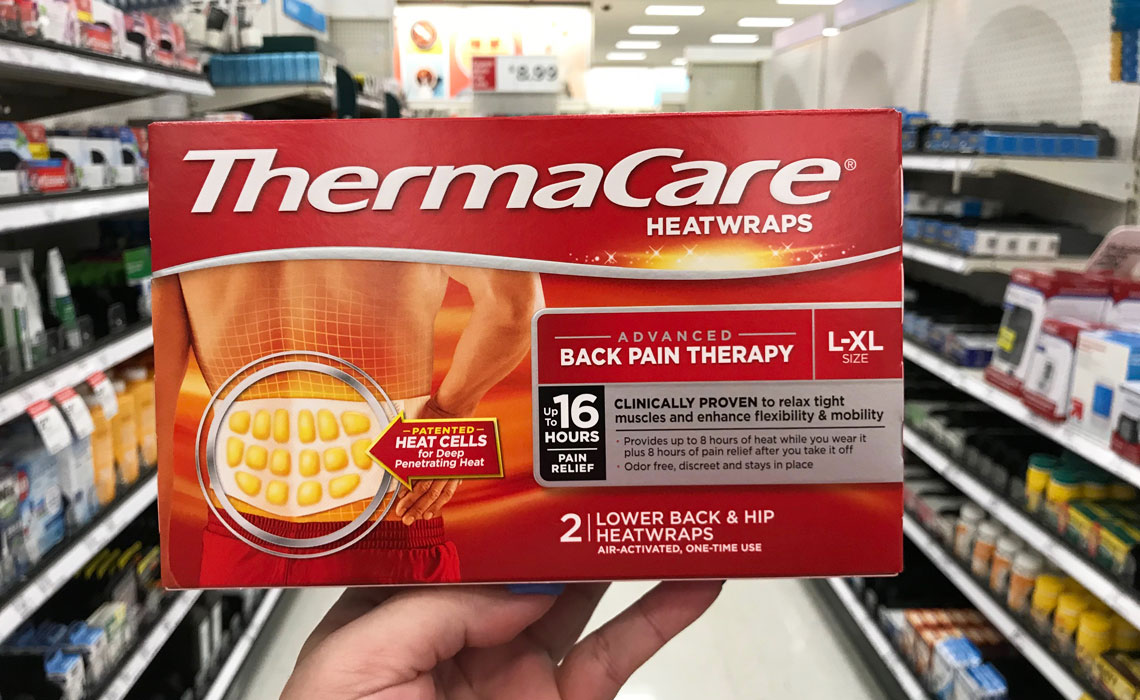 $8.99
ThermaCare®
HEATWRAPS
ADVANCED
BACK PAIN THERAPY
L-XL
SIZE
Up To 16
HOURS
PAIN
RELIEF
CLINICALLY PROVEN to relax tight
muscles and enhance flexibility & mobility
· Provides up to 8 hours of heat while you wear it
plus 8 hours of pain relief after you take it off
· Odor free, discreet and stays in place
PATENTED
HEAT CELLS
for Deep
Penetrating Heat
2 LOWER BACK & HIP
HEATWRAPS
AIR-ACTIVATED, ONE-TIME USE